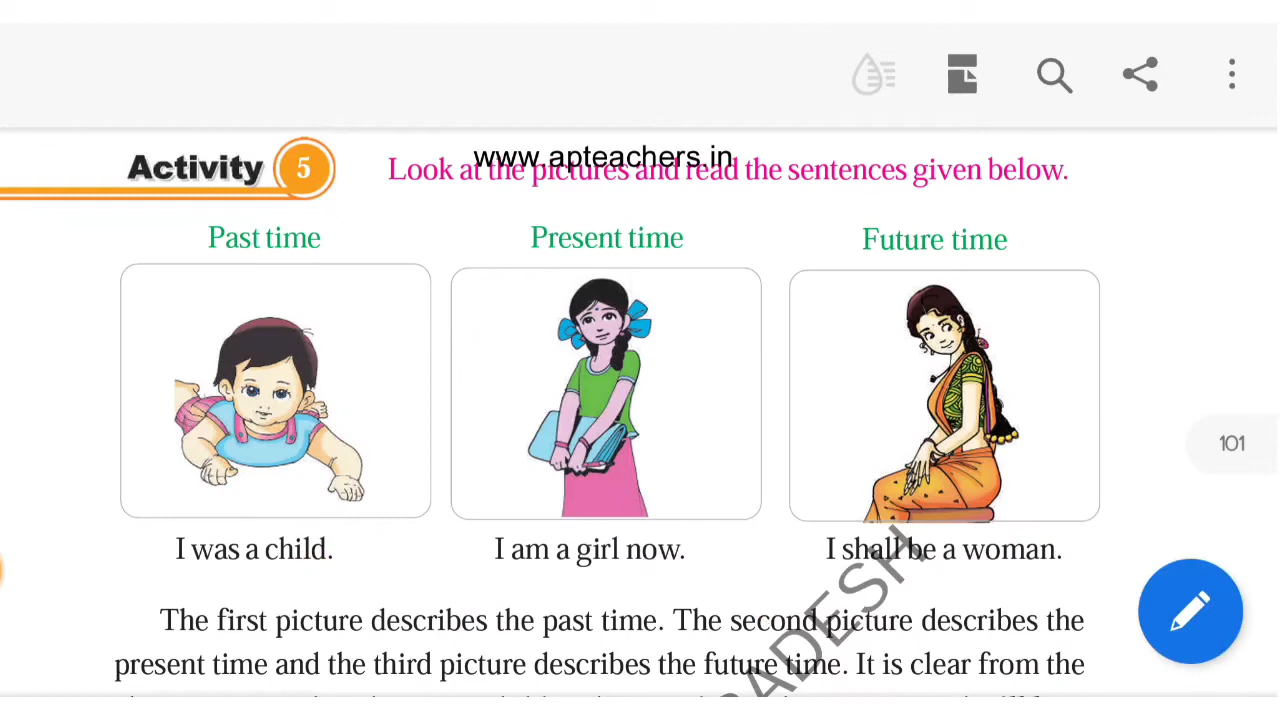 www.apteachers.in
Activity 5
Look at the pictures and read the sentences given below.
Past time
Present time
Future time
101
I was a child.
I am a girl now.
I shall be a woman.
The first picture describes the past time. The second picture describes the
present time and the third picture describes the future time. It is clear from the
RADESH